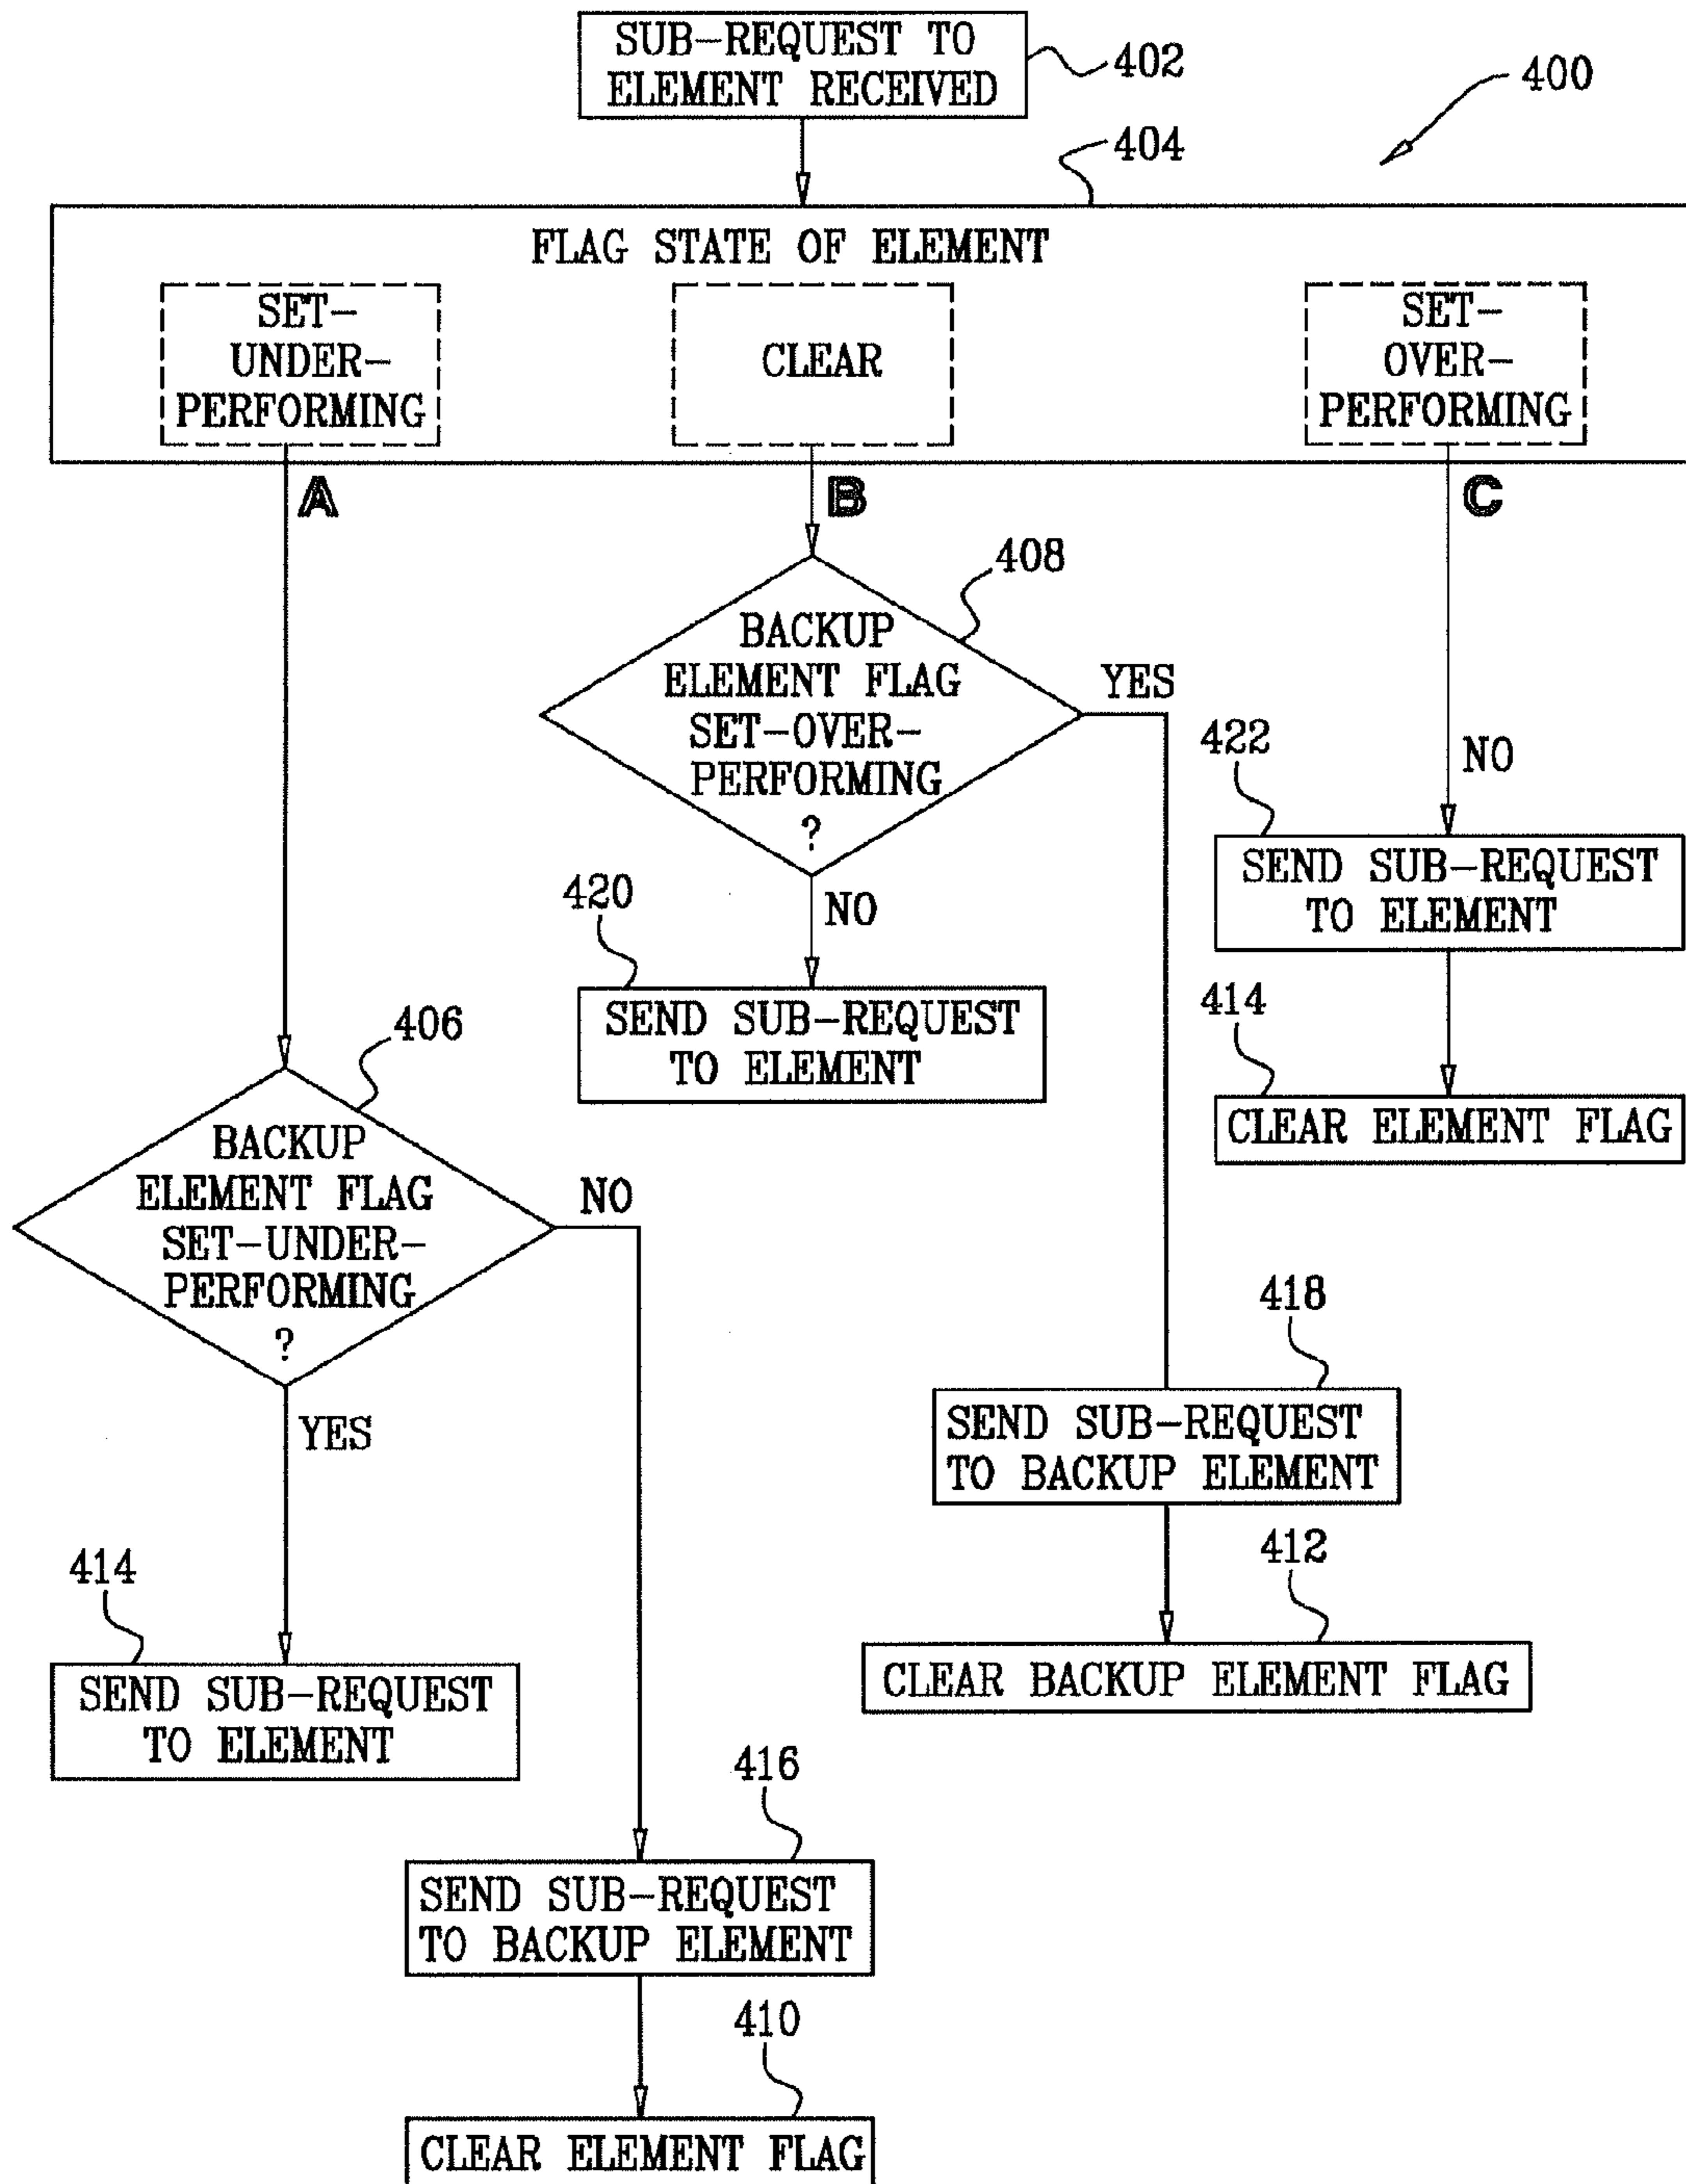 SUB-REQUEST TO
ELEMENT RECEIVED
402
400
404
FLAG STATE OF ELEMENT
SET-
UNDER-
PERFORMING
CLEAR
SET-
OVER-
PERFORMING
A
B
C
408
BACKUP
ELEMENT FLAG
SET-OVER-
PERFORMING
?
YES
NO
422
SEND SUB-REQUEST
TO ELEMENT
414
CLEAR ELEMENT FLAG
NO
420
SEND SUB-REQUEST
TO ELEMENT
406
BACKUP
ELEMENT FLAG
SET-UNDER-
PERFORMING
?
NO
YES
418
SEND SUB-REQUEST
TO BACKUP ELEMENT
412
CLEAR BACKUP ELEMENT FLAG
414
SEND SUB-REQUEST
TO ELEMENT
416
SEND SUB-REQUEST
TO BACKUP ELEMENT
410
CLEAR ELEMENT FLAG